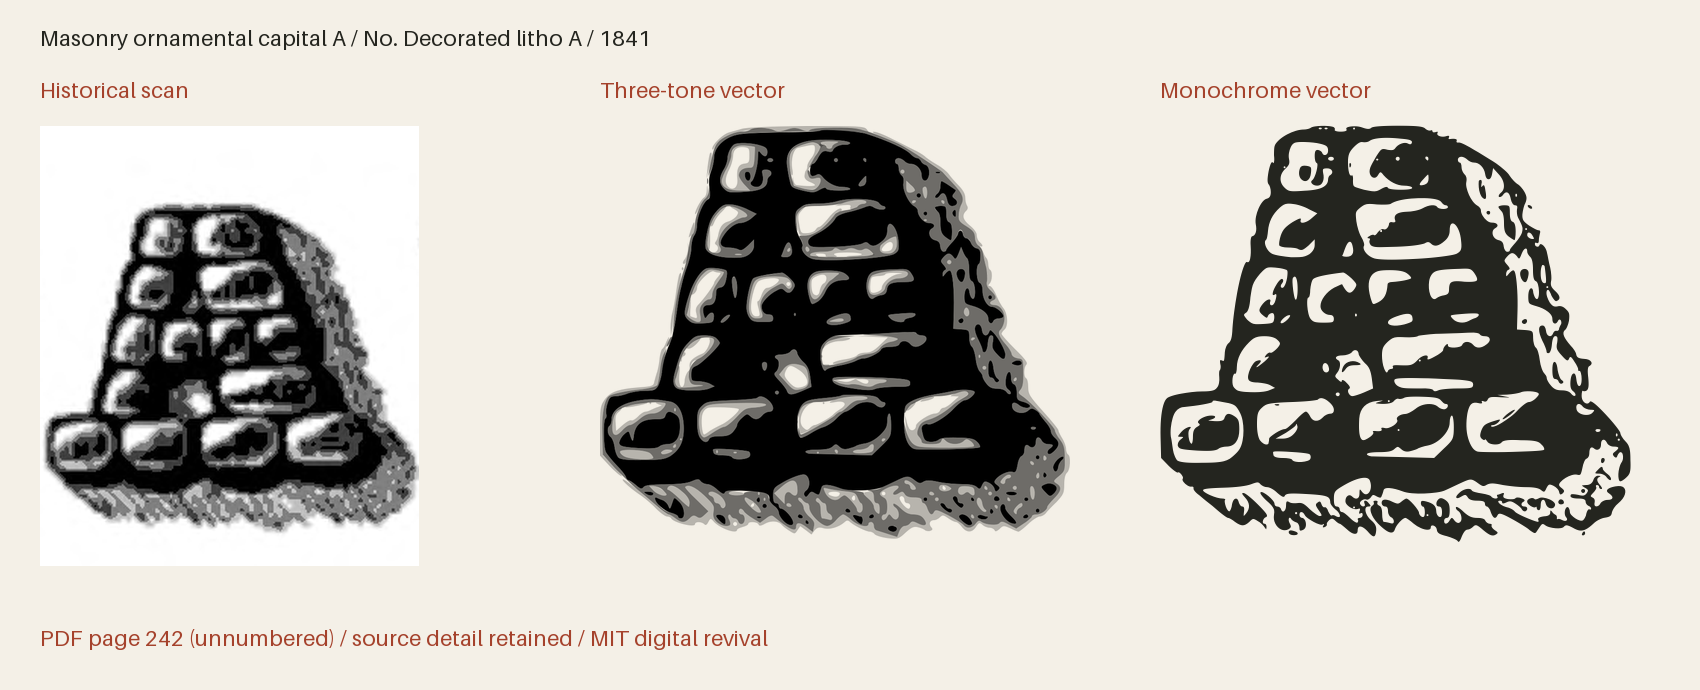 Masonry ornamental capital A / No. Decorated litho A / 1841
Historical scan
Three-tone vector
Monochrome vector
PDF page 242 (unnumbered) / source detail retained / MIT digital revival